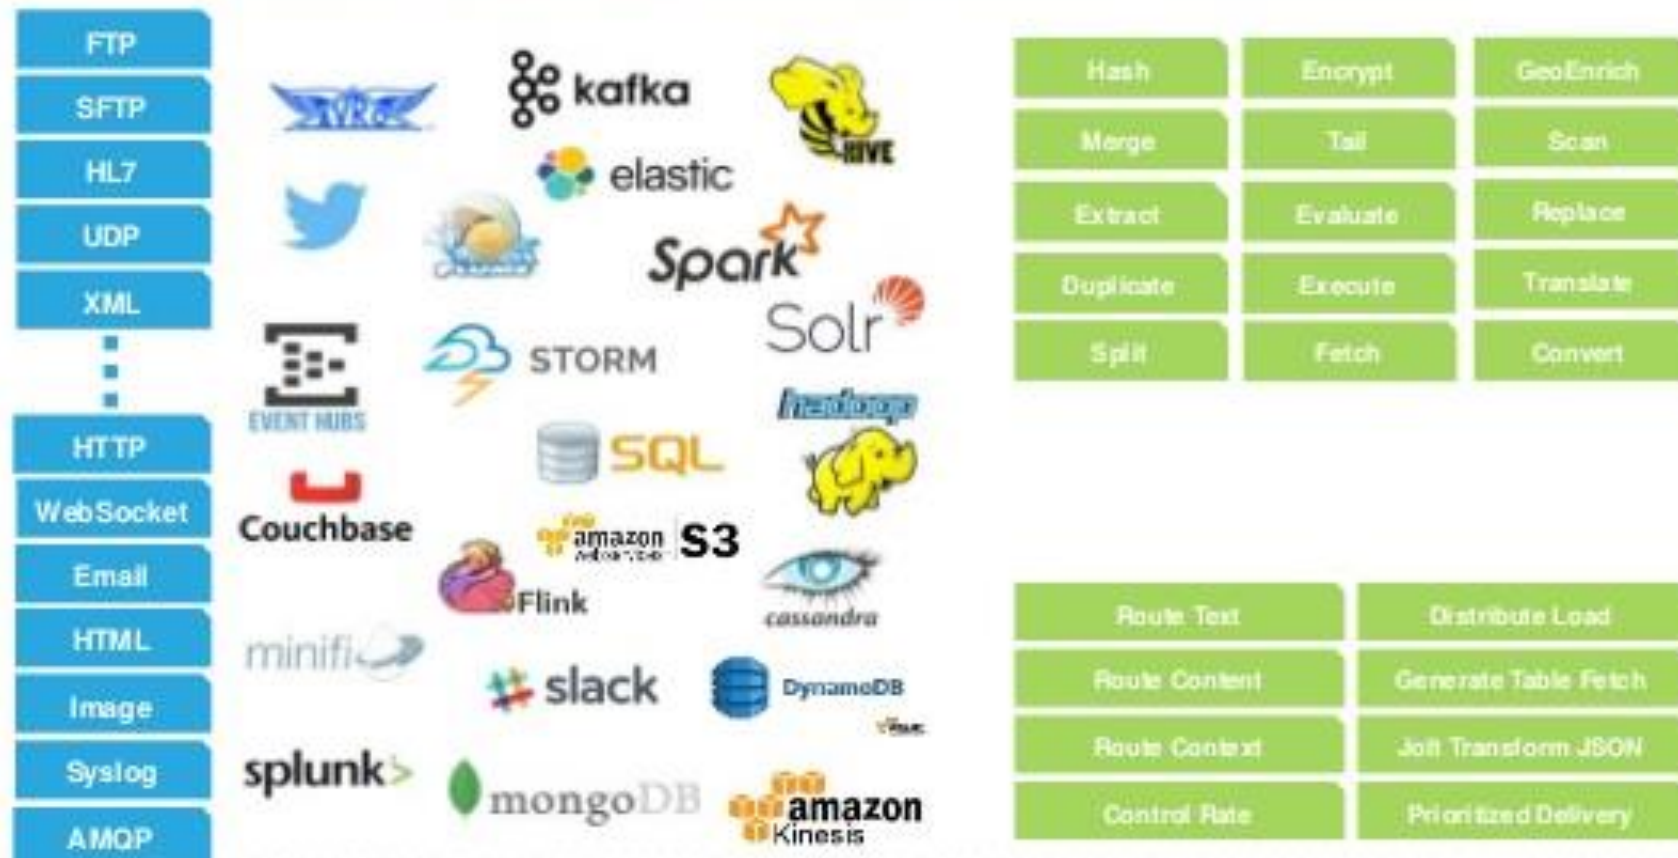 FTP
SFTP
HL7
UDP
XML
HTTP
WebSocket
Email
HTML
Image
Syslog
AMQP
kafka
HIVE
elastic
Spark
Solr
EVENT HUBS
STORM
hadoop
SQL
Couchbase
amazon
webservices
S3
Flink
cassandra
minifi
slack
DynamoDB
splunk>
mongoDB
amazon
Kinesis
Hash
Encrypt
GeoEnrich
Merge
Tail
Scan
Extract
Evaluate
Replace
Duplicate
Execute
Translate
Split
Fetch
Convert
Route Text
Distribute Load
Route Content
Generate Table Fetch
Route Context
Jolt Transform JSON
Control Rate
Prioritized Delivery